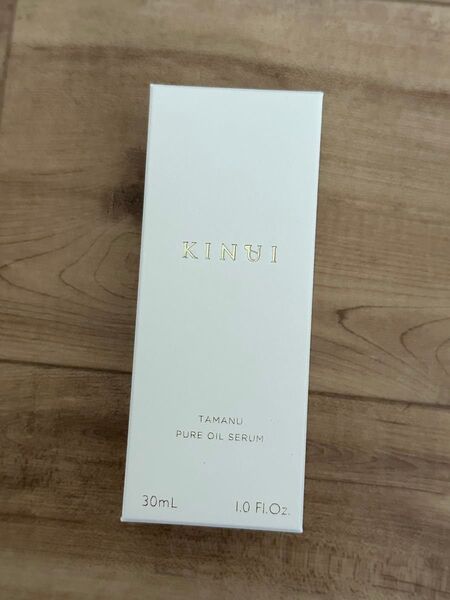 KINUI
TAMANU
PURE OIL SERUM
30mL 1.0 Fl.Oz.